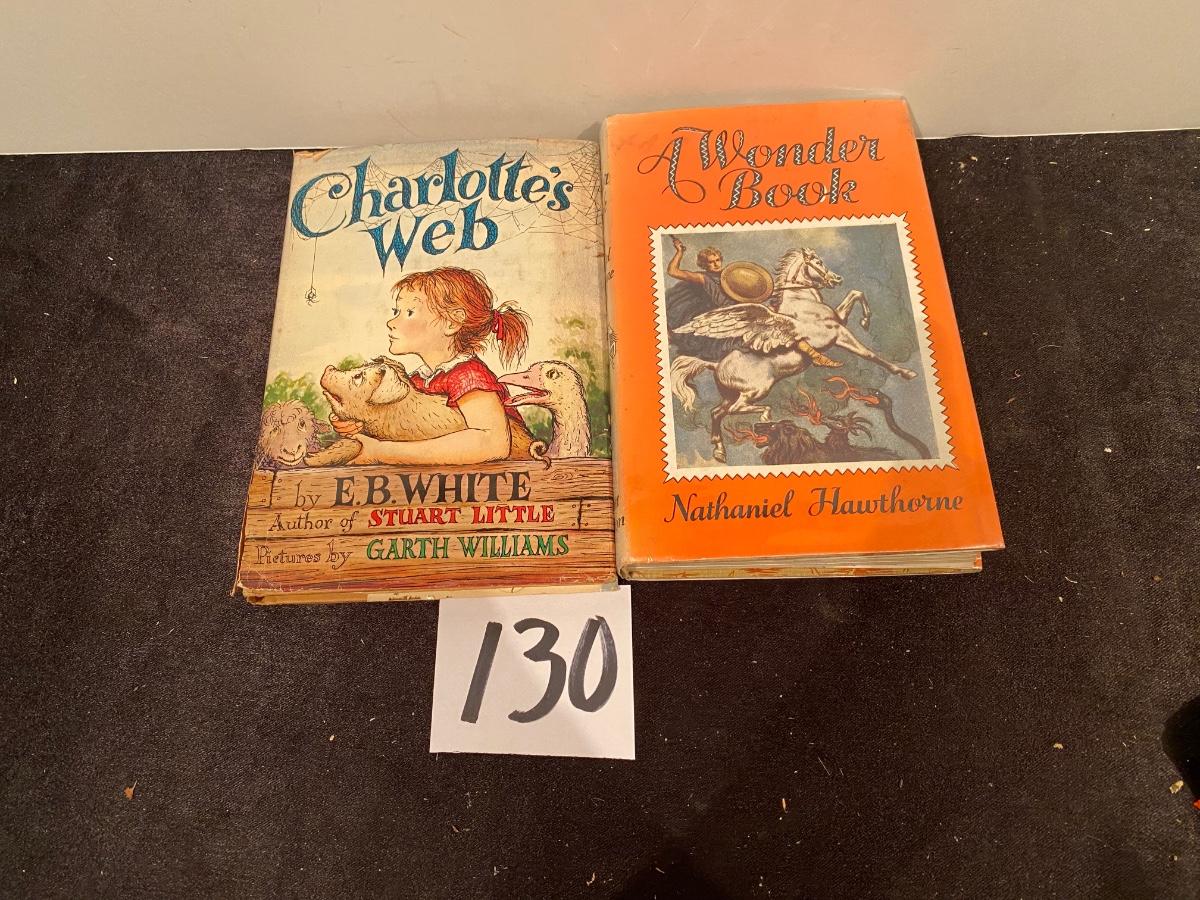 Charlotte's
Web
by E.B. WHITE
Author of STUART LITTLE
Pictures by GARTH WILLIAMS
A Wonder
Book
Nathaniel Hawthorne
130